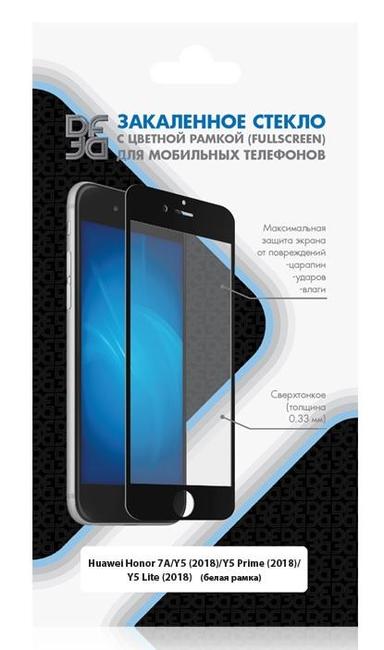 DF
ЗАКАЛЕННОЕ СТЕКЛО
С ЦВЕТНОЙ РАМКОЙ (FULLSCREEN)
ДЛЯ МОБИЛЬНЫХ ТЕЛЕФОНОВ
Максимальная
защита экрана
от повреждений
-царапин
-ударов
-влаги
Сверхтонкое
(толщина
0.33 мм)
Huawei Honor 7A/Y5 (2018)/Y5 Prime (2018)/
Y5 Lite (2018) (белая рамка)